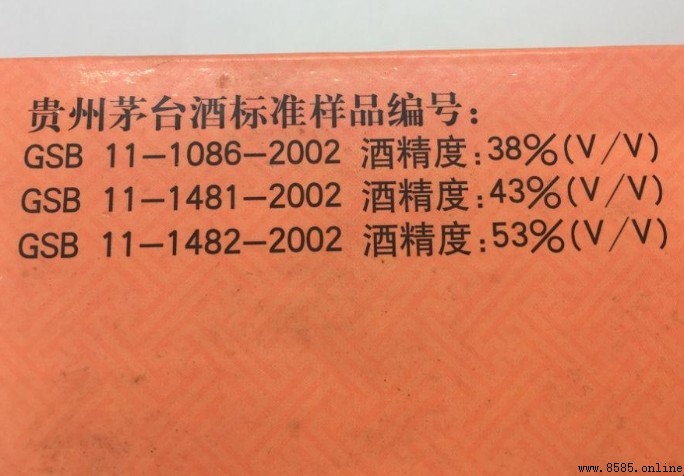 贵州茅台酒标准样品编号:
GSB 11-1086-2002 酒精度:38%(V/V)
GSB 11-1481-2002 酒精度:43%(V/V)
GSB 11-1482-2002 酒精度:53%(V/V)
www.8585.online